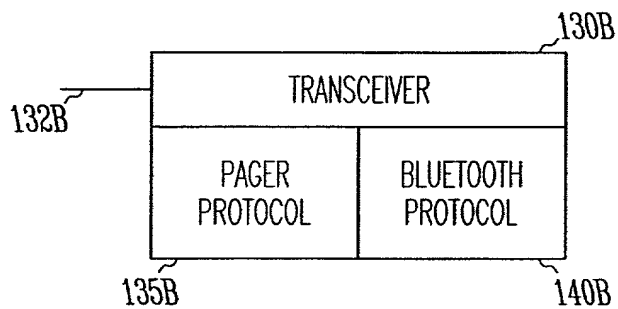 130B
TRANSCEIVER
132B
PAGER
PROTOCOL
BLUETOOTH
PROTOCOL
135B
140B